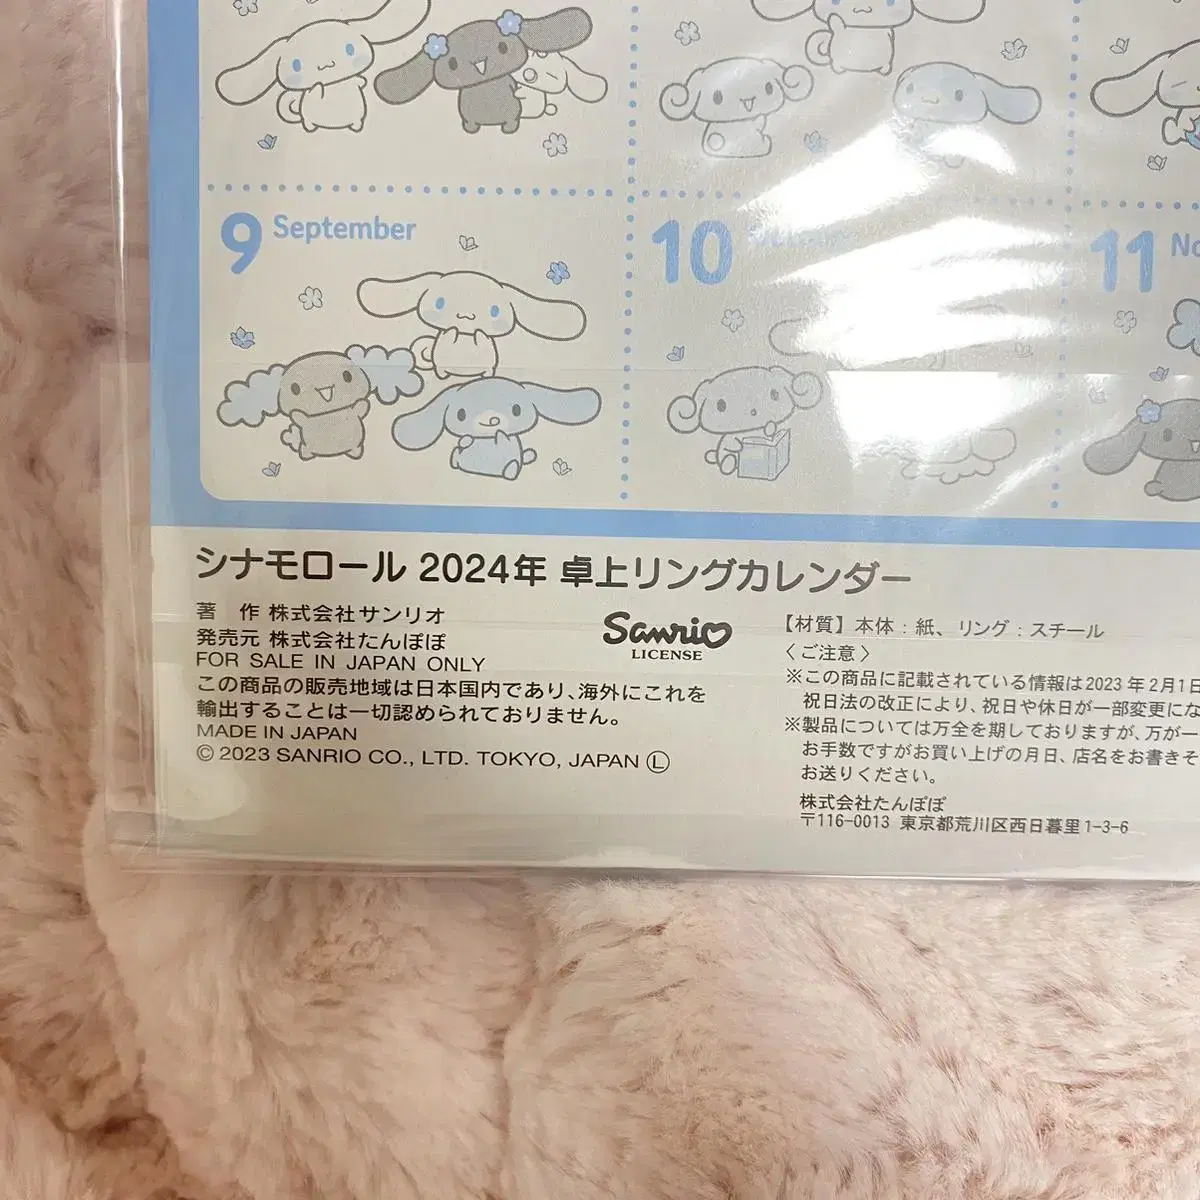 9 September
10
11
シナモロール 2024年 卓上リングカレンダー
著 作 株式会社サンリオ
発売元 株式会社たんぽぽ
FOR SALE IN JAPAN ONLY
この商品の販売地域は日本国内であり、海外にこれを
輸出することは一切認められておりません。
MADE IN JAPAN
© 2023 SANRIO CO., LTD. TOKYO, JAPAN Ⓛ
Sanrio
LICENSE
【材質】本体：紙、リング：スチール
〈ご注意〉
※この商品に記載されている情報は2023年2月1日
祝日法の改正により、祝日や休日が一部変更にな
※製品については万全を期しておりますが、万が一
お手数ですがお買い上げの月日、店名をお書きそ
お送りください。
株式会社たんぽぽ
〒116-0013 東京都荒川区西日暮里1-3-6